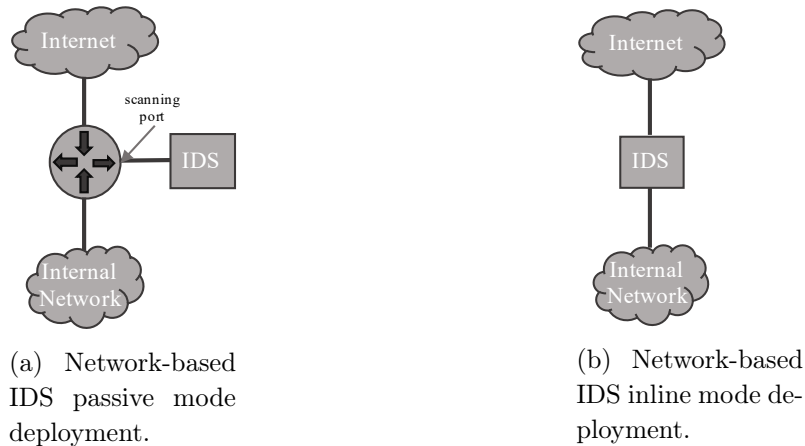 Internet
scanning
port
IDS
Internal
Network
(a) Network-based
IDS passive mode
deployment.
Internet
IDS
Internal
Network
(b) Network-based
IDS inline mode de-
ployment.